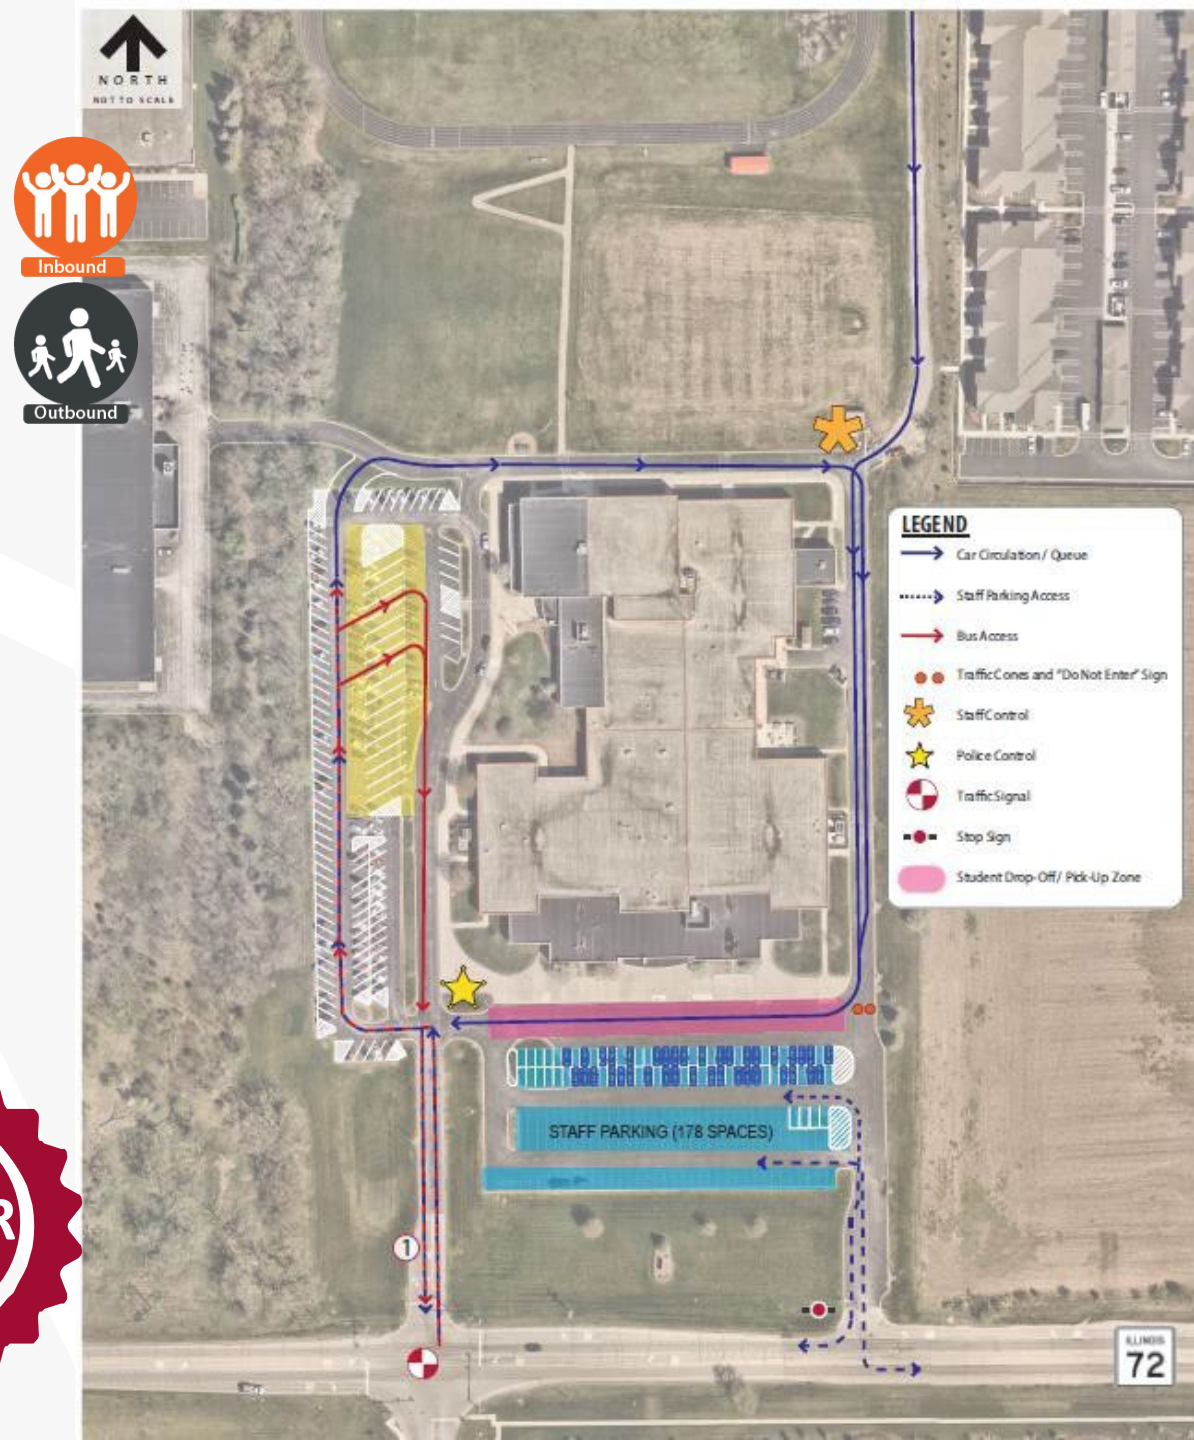 NORTH
NOT TO SCALE
Inbound
Outbound
LEGEND
Car Circulation / Queue
Staff Parking Access
Bus Access
Traffic Cones and "Do Not Enter" Sign
Staff Control
Police Control
Traffic Signal
Stop Sign
Student Drop-Off / Pick-Up Zone
STAFF PARKING (178 SPACES)
R
1
ILLINOIS
72